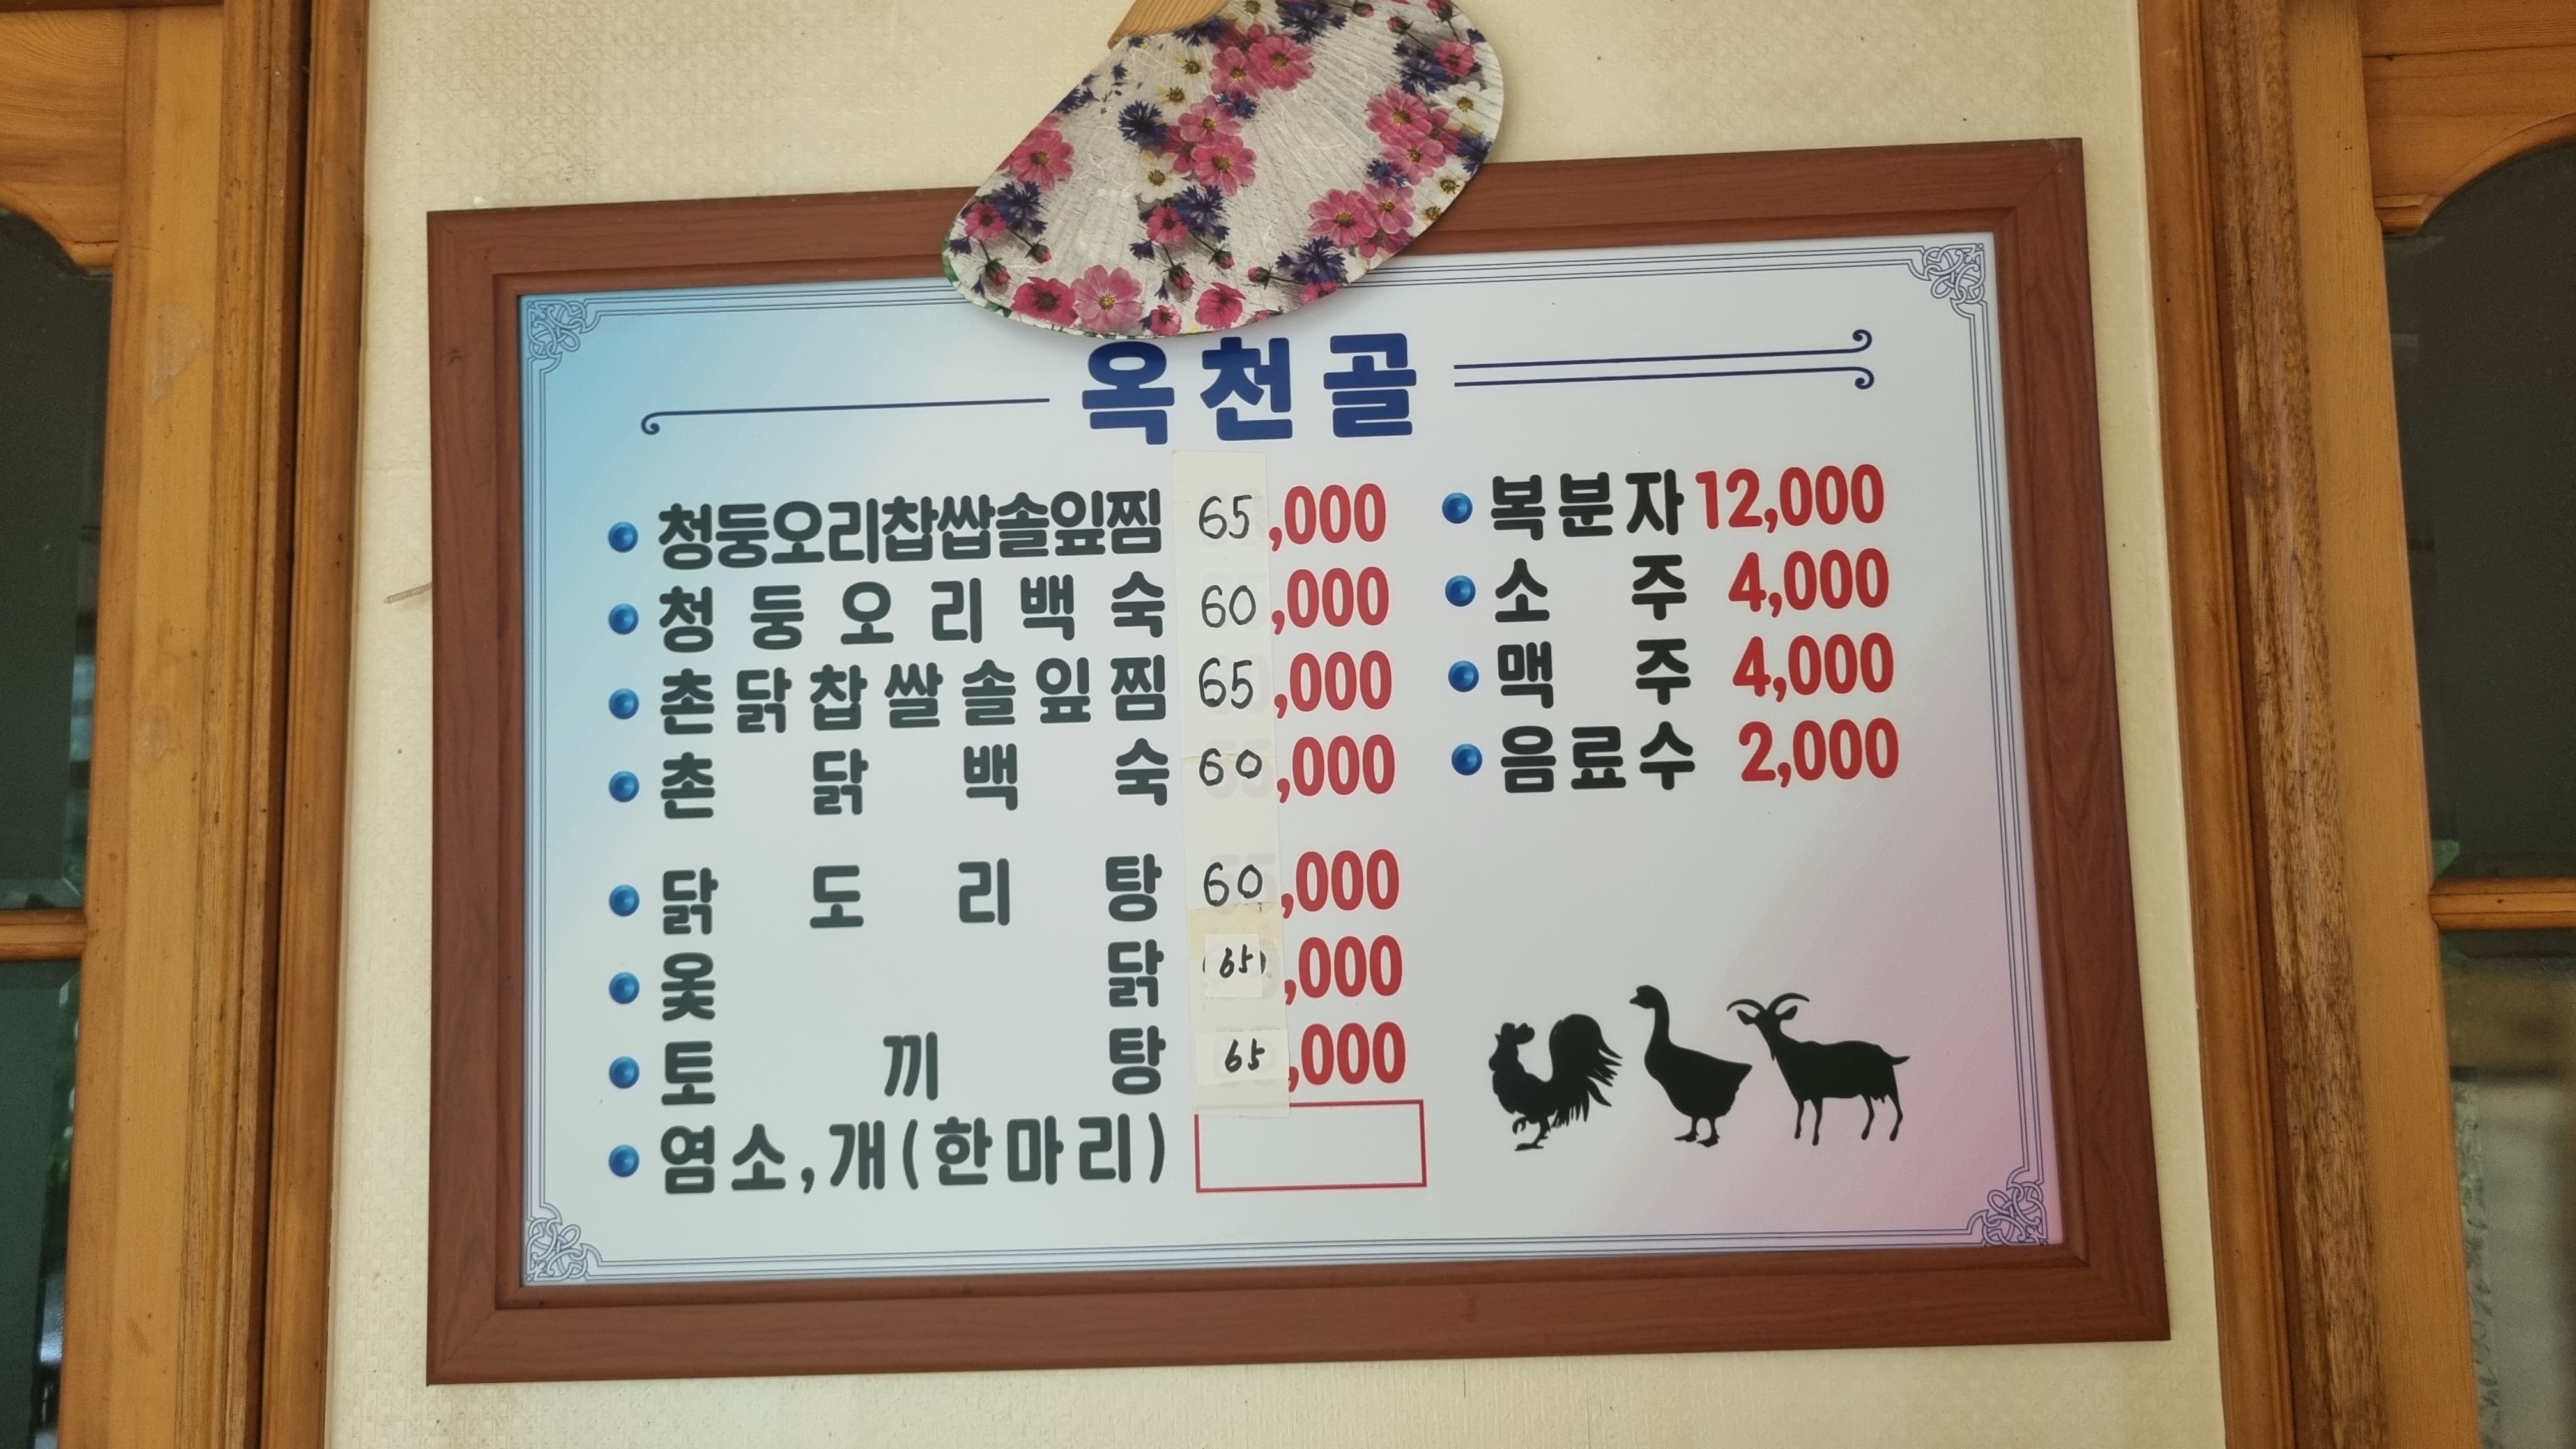 옥천골
청둥오리찹쌉솔잎찜 65,000
청둥오리백숙 60,000
촌닭찹쌀솔잎찜 65,000
촌닭백숙 60,000
닭도리탕 60,000
옻닭 65,000
토끼탕 65,000
염소,개(한마리)
복분자 12,000
소주 4,000
맥주 4,000
음료수 2,000